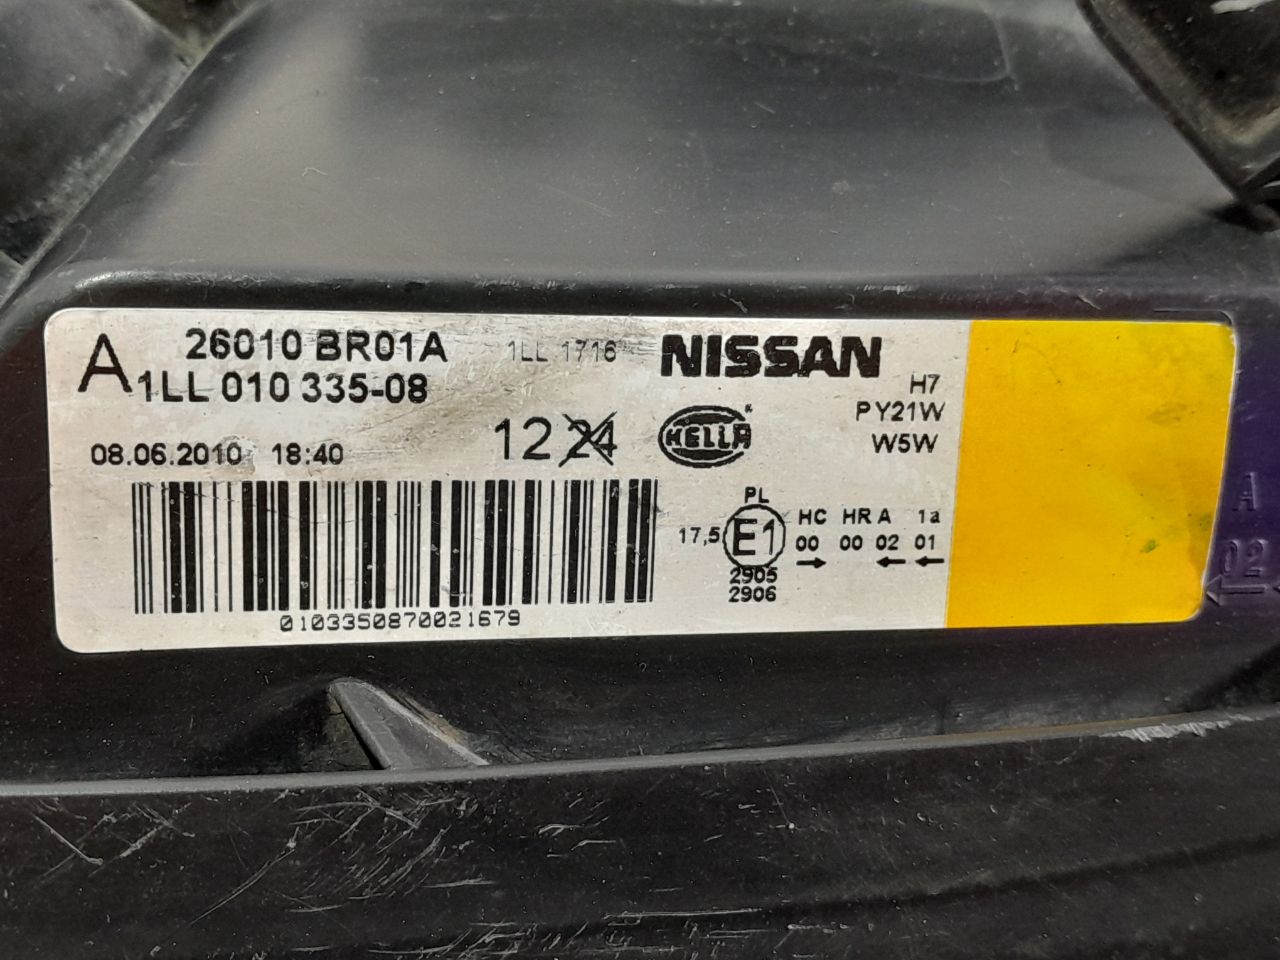 A 26010 BR01A 1LL 1716 NISSAN
1LL 010 335-08 H7
PY21W
08.06.2010 18:40 12 24 HELLA W5W
PL
17,5 E1 HC HR A 1a
00 00 02 01
→ ← ←
2905
2906
0103350870021679
A
02
←